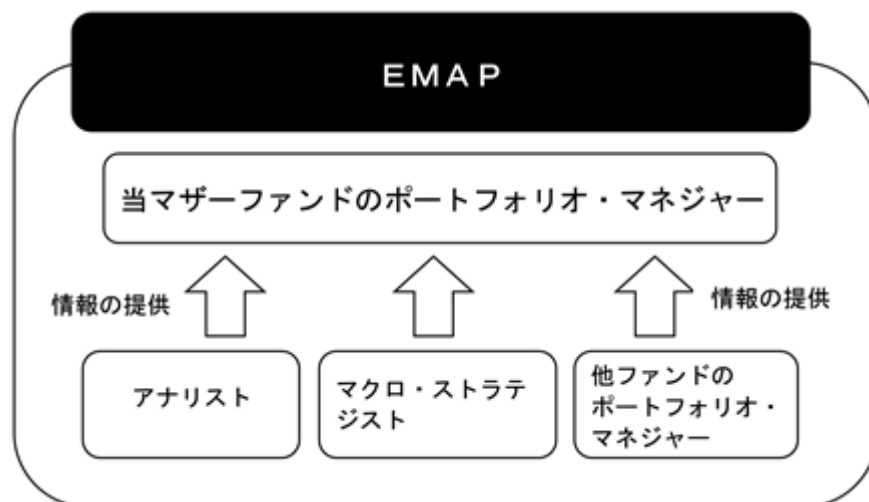 EMAP
当マザーファンドのポートフォリオ・マネジャー
情報の提供
情報の提供
アナリスト
マクロ・ストラテ
ジスト
他ファンドの
ポートフォリオ・
マネジャー